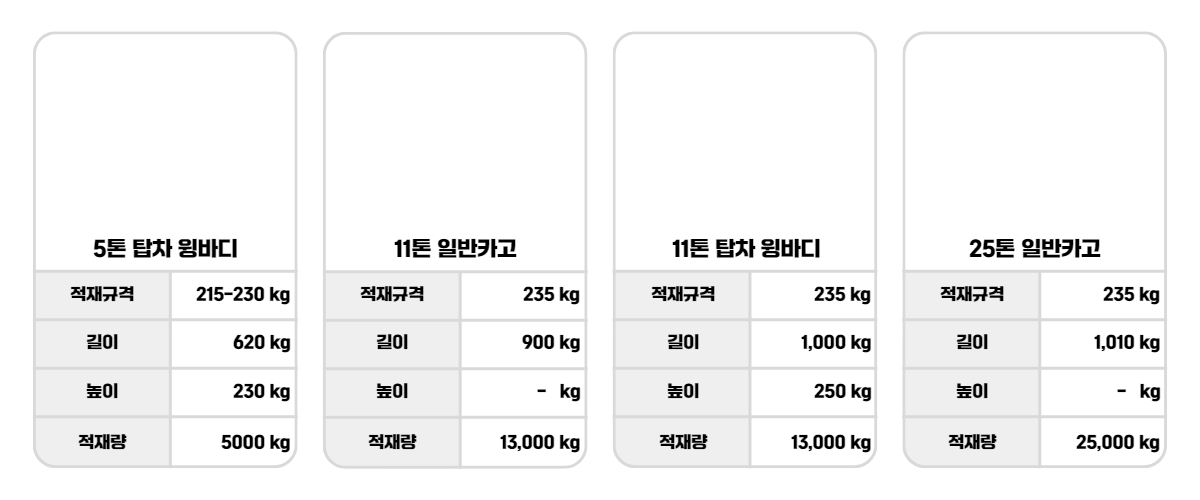 5톤 탑차 윙바디
적재규격 215-230 kg
길이 620 kg
높이 230 kg
적재량 5000 kg
11톤 일반카고
적재규격 235 kg
길이 900 kg
높이 - kg
적재량 13,000 kg
11톤 탑차 윙바디
적재규격 235 kg
길이 1,000 kg
높이 250 kg
적재량 13,000 kg
25톤 일반카고
적재규격 235 kg
길이 1,010 kg
높이 - kg
적재량 25,000 kg